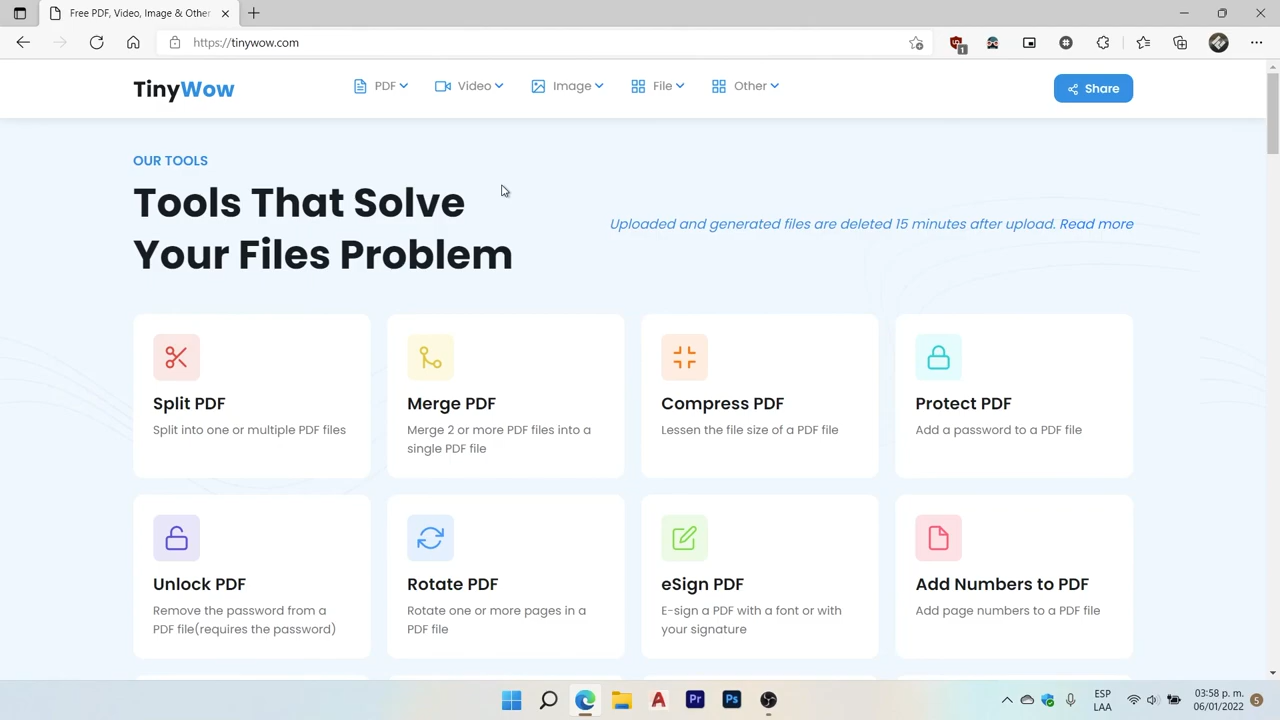 Free PDF, Video, Image & Other
https://tinywow.com
1
TinyWow
PDF
Video
Image
File
Other
Share
OUR TOOLS
Tools That Solve
Your Files Problem
Uploaded and generated files are deleted 15 minutes after upload. Read more
Split PDF
Split into one or multiple PDF files
Merge PDF
Merge 2 or more PDF files into a
single PDF file
Compress PDF
Lessen the file size of a PDF file
Protect PDF
Add a password to a PDF file
Unlock PDF
Remove the password from a
PDF file(requires the password)
Rotate PDF
Rotate one or more pages in a
PDF file
eSign PDF
E-sign a PDF with a font or with
your signature
Add Numbers to PDF
Add page numbers to a PDF file
A
Pr
Ps
ESP
LAA
03:58 p. m.
06/01/2022
5